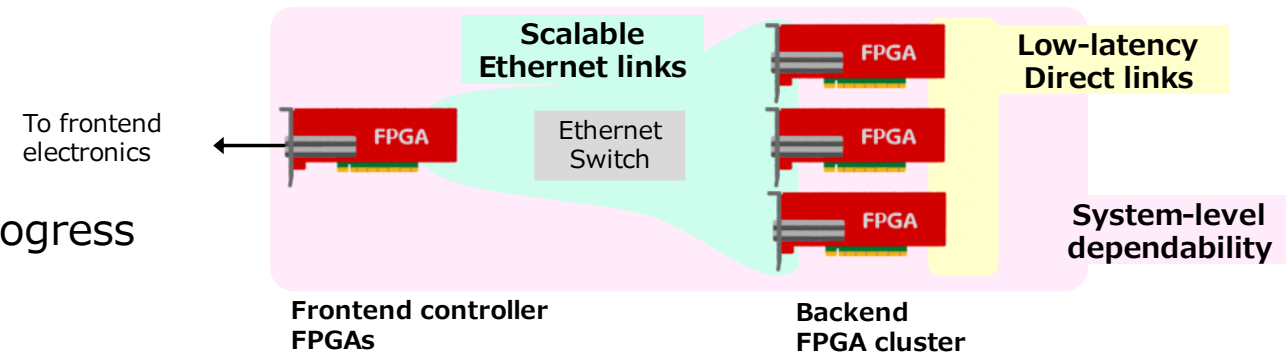 Scalable
Ethernet links
FPGA
Low-latency
Direct links
To frontend
electronics
FPGA
Ethernet
Switch
FPGA
ogress
FPGA
System-level
dependability
Frontend controller
FPGAs
Backend
FPGA cluster